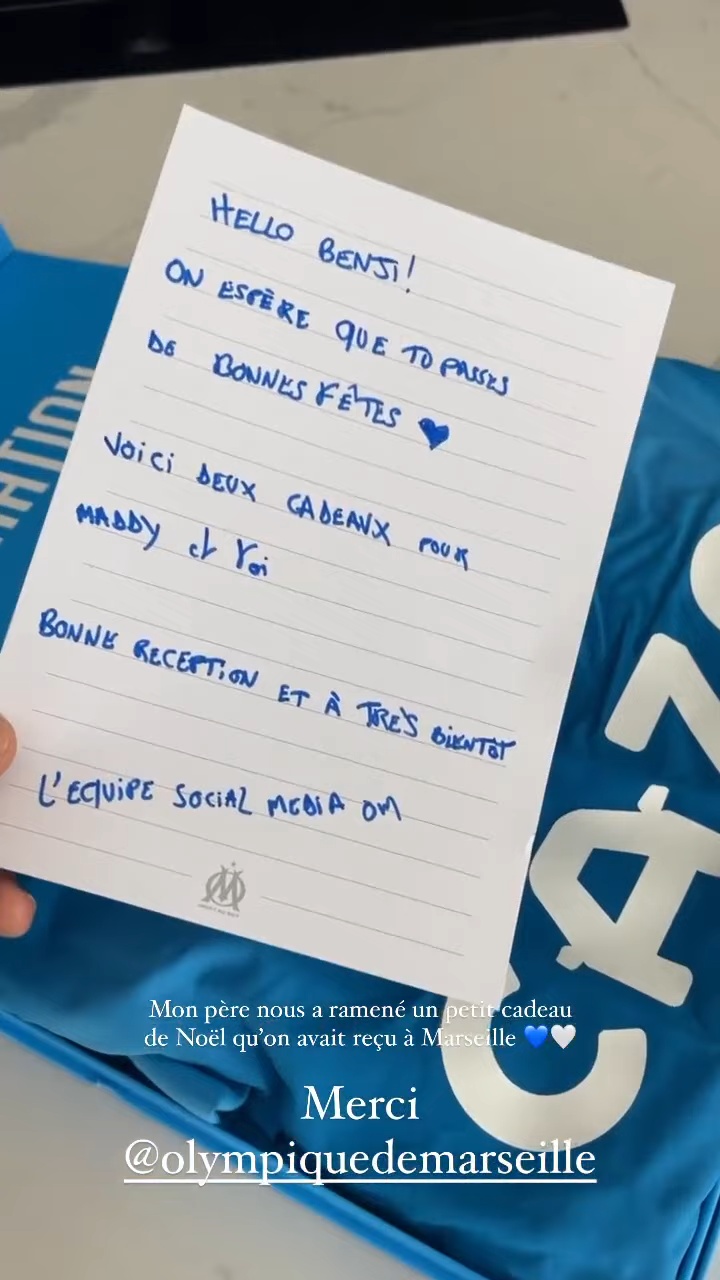 HELLO BENJI!
ON ESPÈRE QUE TU PASSES
DE BONNES FÊTES ♥
VOICI DEUX CADEAUX POUR
MADDY et Toi
BONNE RECEPTION ET À TRÈS BIENTÔT
L'EQUIPE SOCIAL MEDIA OM
Mon père nous a ramené un petit cadeau
de Noël qu'on avait reçu à Marseille 💙🤍
Merci
@olympiquedemarseille